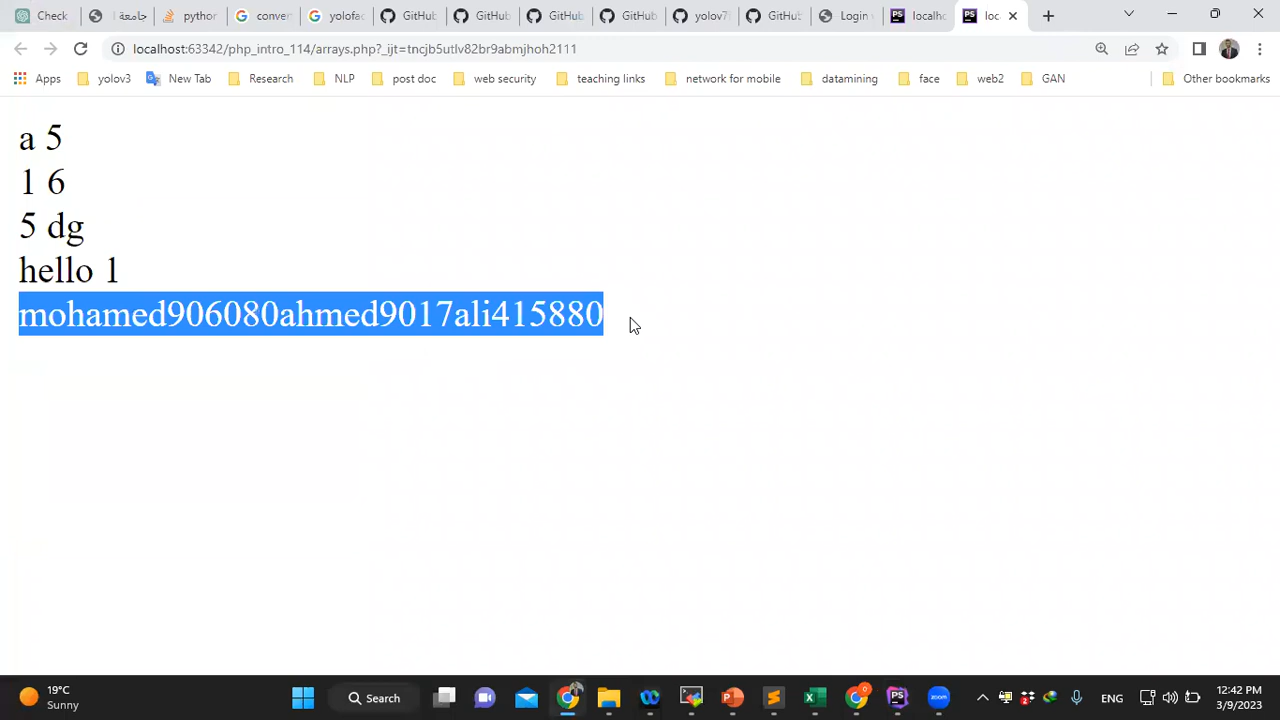 Check
جامعة
python
conver
yolofac
GitHub
GitHub
GitHub
GitHub
yolov7
GitHub
Login
localho
loc
localhost:63342/php_intro_114/arrays.php?_ijt=tncjb5utlv82br9abmjhoh2111
Apps
yolov3
New Tab
Research
NLP
post doc
web security
teaching links
network for mobile
datamining
face
web2
GAN
Other bookmarks
a 5
1 6
5 dg
hello 1
mohamed906080ahmed9017ali415880
19°C
Sunny
Search
ENG
12:42 PM
3/9/2023